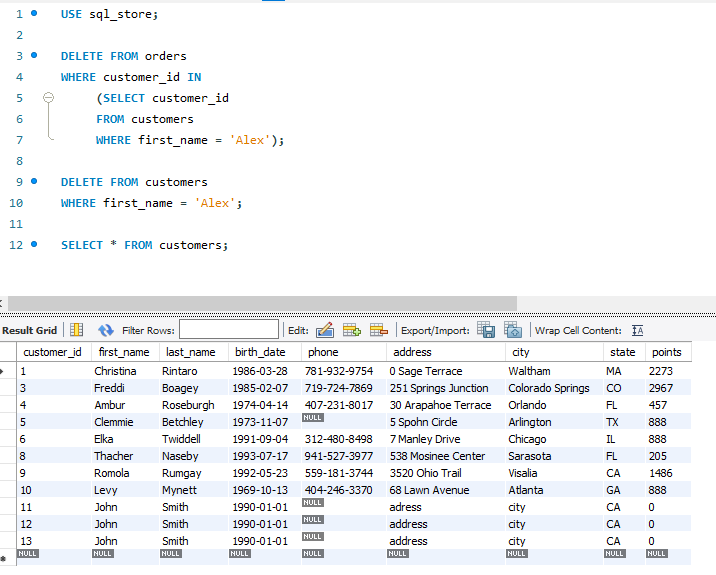 1 USE sql_store;
2
3 DELETE FROM orders
4 WHERE customer_id IN
5 (SELECT customer_id
6 FROM customers
7 WHERE first_name = 'Alex');
8
9 DELETE FROM customers
10 WHERE first_name = 'Alex';
11
12 SELECT * FROM customers;
Result Grid Filter Rows: Edit: Export/Import: Wrap Cell Content: IA
customer_id first_name last_name birth_date phone address city state points
1 Christina Rintaro 1986-03-28 781-932-9754 0 Sage Terrace Waltham MA 2273
3 Freddi Boagey 1985-02-07 719-724-7869 251 Springs Junction Colorado Springs CO 2967
4 Ambur Roseburgh 1974-04-14 407-231-8017 30 Arapahoe Terrace Orlando FL 457
5 Clemmie Betchley 1973-11-07 NULL 5 Spohn Circle Arlington TX 888
6 Elka Twiddell 1991-09-04 312-480-8498 7 Manley Drive Chicago IL 888
8 Thacher Naseby 1993-07-17 941-527-3977 538 Mosinee Center Sarasota FL 205
9 Romola Rumgay 1992-05-23 559-181-3744 3520 Ohio Trail Visalia CA 1486
10 Levy Mynett 1969-10-13 404-246-3370 68 Lawn Avenue Atlanta GA 888
11 John Smith 1990-01-01 NULL adress city CA 0
12 John Smith 1990-01-01 NULL address city CA 0
13 John Smith 1990-01-01 NULL address city CA 0
NULL NULL NULL NULL NULL NULL NULL NULL NULL